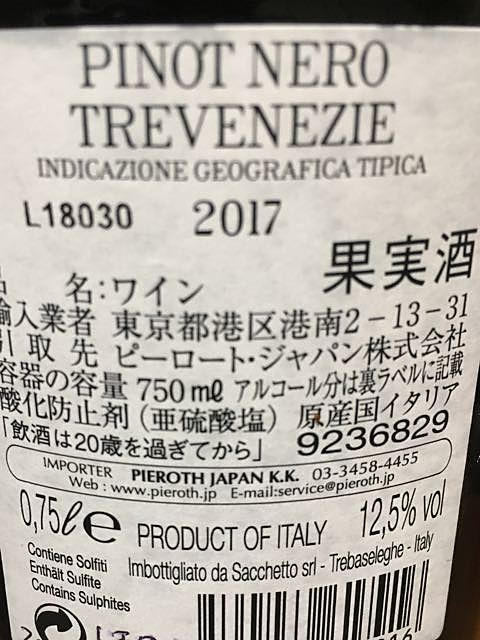 PINOT NERO
TREVENEZIE
INDICAZIONE GEOGRAFICA TIPICA
L18030 2017
果実酒
名:ワイン
輸入業者 東京都港区港南2-13-31
引取先 ピーロート・ジャパン株式会社
容器の容量 750㎖ アルコール分は裏ラベルに記載
酸化防止剤(亜硫酸塩) 原産国イタリア
「飲酒は20歳を過ぎてから」 9236829
IMPORTER PIEROTH JAPAN K.K. 03-3458-4455
Web : www.pieroth.jp E-mail:service@pieroth.jp
0,75ℓ e PRODUCT OF ITALY 12,5% vol
Contiene Solfiti
Enthält Sulfite
Contains Sulphites
Imbottigliato da Sacchetto srl - Trebaseleghe - Italy